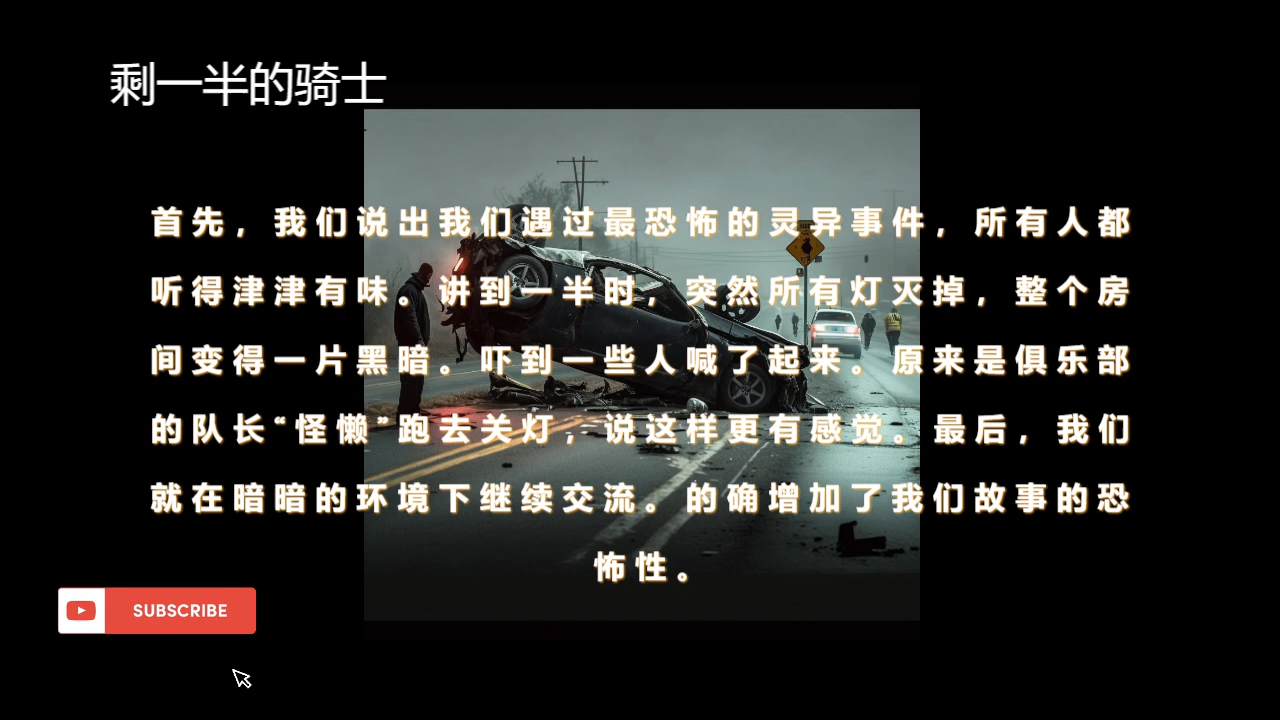 剩一半的骑士
首先，我们说出我们遇过最恐怖的灵异事件，所有人都
听得津津有味。讲到一半时，突然所有灯灭掉，整个房
间变得一片黑暗。吓到一些人喊了起来。原来是俱乐部
的队长“怪懒”跑去关灯，说这样更有感觉。最后，我们
就在暗暗的环境下继续交流。的确增加了我们故事的恐
怖性。
SUBSCRIBE